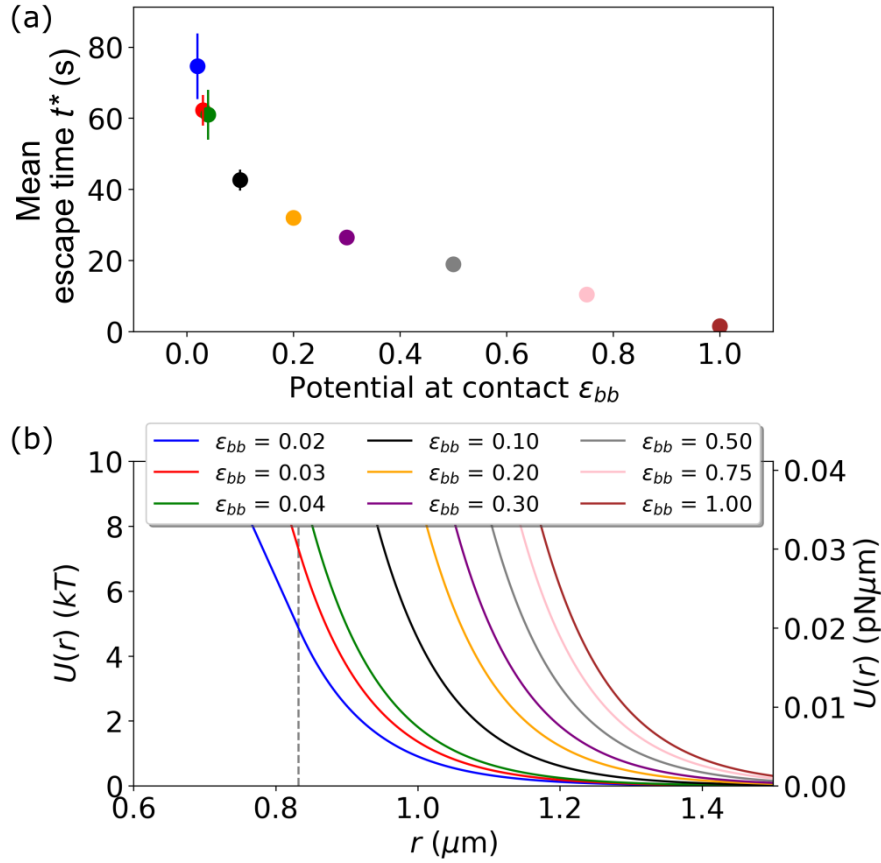 (a)
Mean
escape time t* (s)
80
60
40
20
0
0.0 0.2 0.4 0.6 0.8 1.0
Potential at contact εbb
(b)
εbb = 0.02 εbb = 0.10 εbb = 0.50
εbb = 0.03 εbb = 0.20 εbb = 0.75
εbb = 0.04 εbb = 0.30 εbb = 1.00
U(r) (kT)
10
8
6
4
2
0
0.04
0.03
0.02
0.01
0.00
U(r) (pNμm)
0.6 0.8 1.0 1.2 1.4
r (μm)